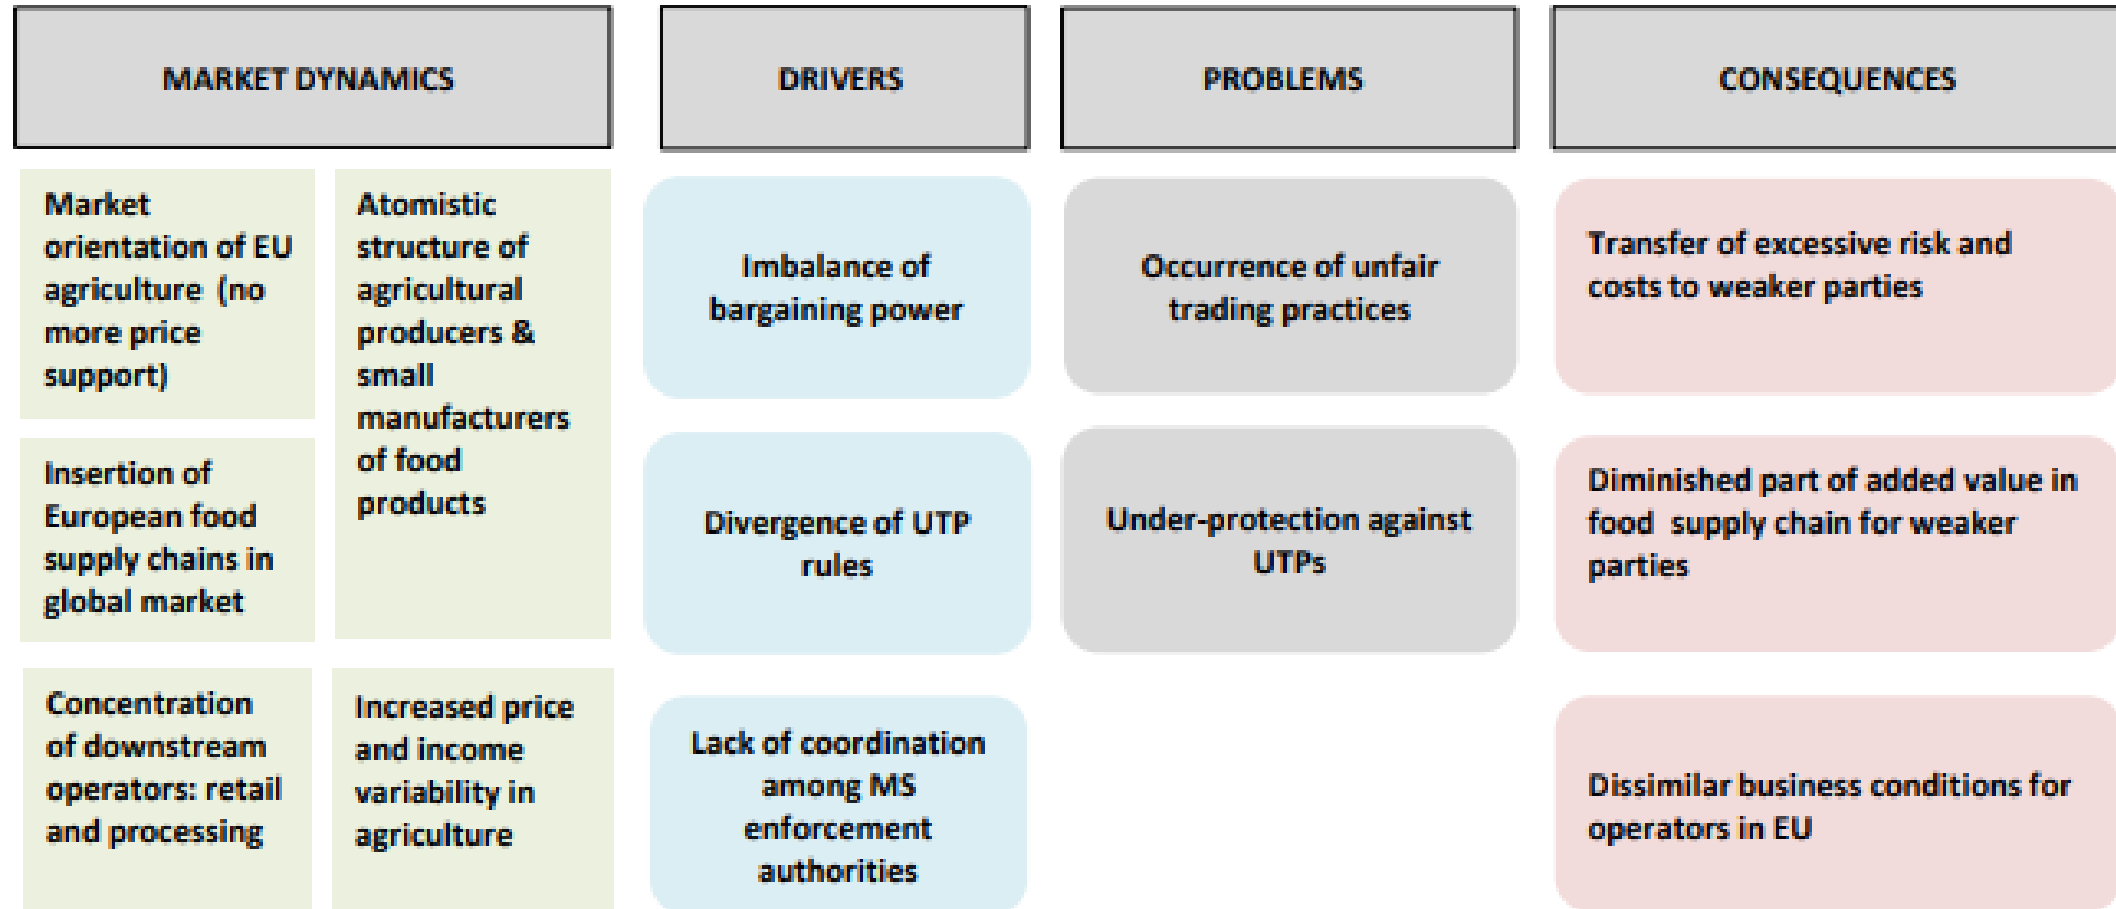 MARKET DYNAMICS
DRIVERS
PROBLEMS
CONSEQUENCES
Market
orientation of EU
agriculture (no
more price
support)
Insertion of
European food
supply chains in
global market
Concentration
of downstream
operators: retail
and processing
Atomistic
structure of
agricultural
producers &
small
manufacturers
of food
products
Increased price
and income
variability in
agriculture
Imbalance of
bargaining power
Divergence of UTP
rules
Lack of coordination
among MS
enforcement
authorities
Occurrence of unfair
trading practices
Under-protection against
UTPs
Transfer of excessive risk and
costs to weaker parties
Diminished part of added value in
food supply chain for weaker
parties
Dissimilar business conditions for
operators in EU